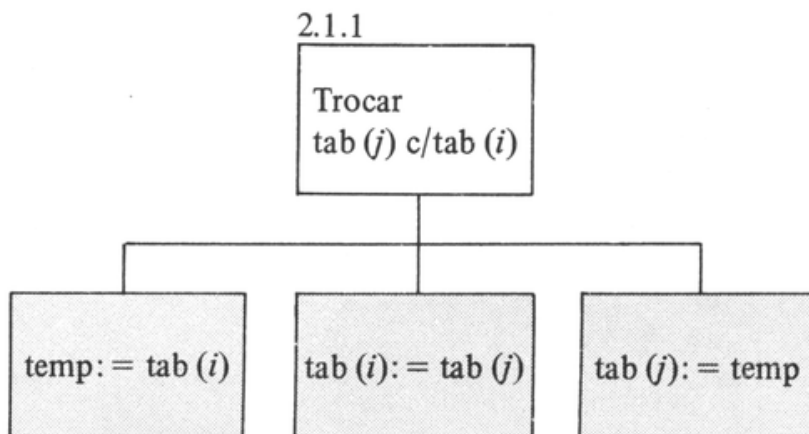 2.1.1
Trocar
tab (j) c/tab (i)
temp: = tab (i)
tab (i): = tab (j)
tab (j): = temp